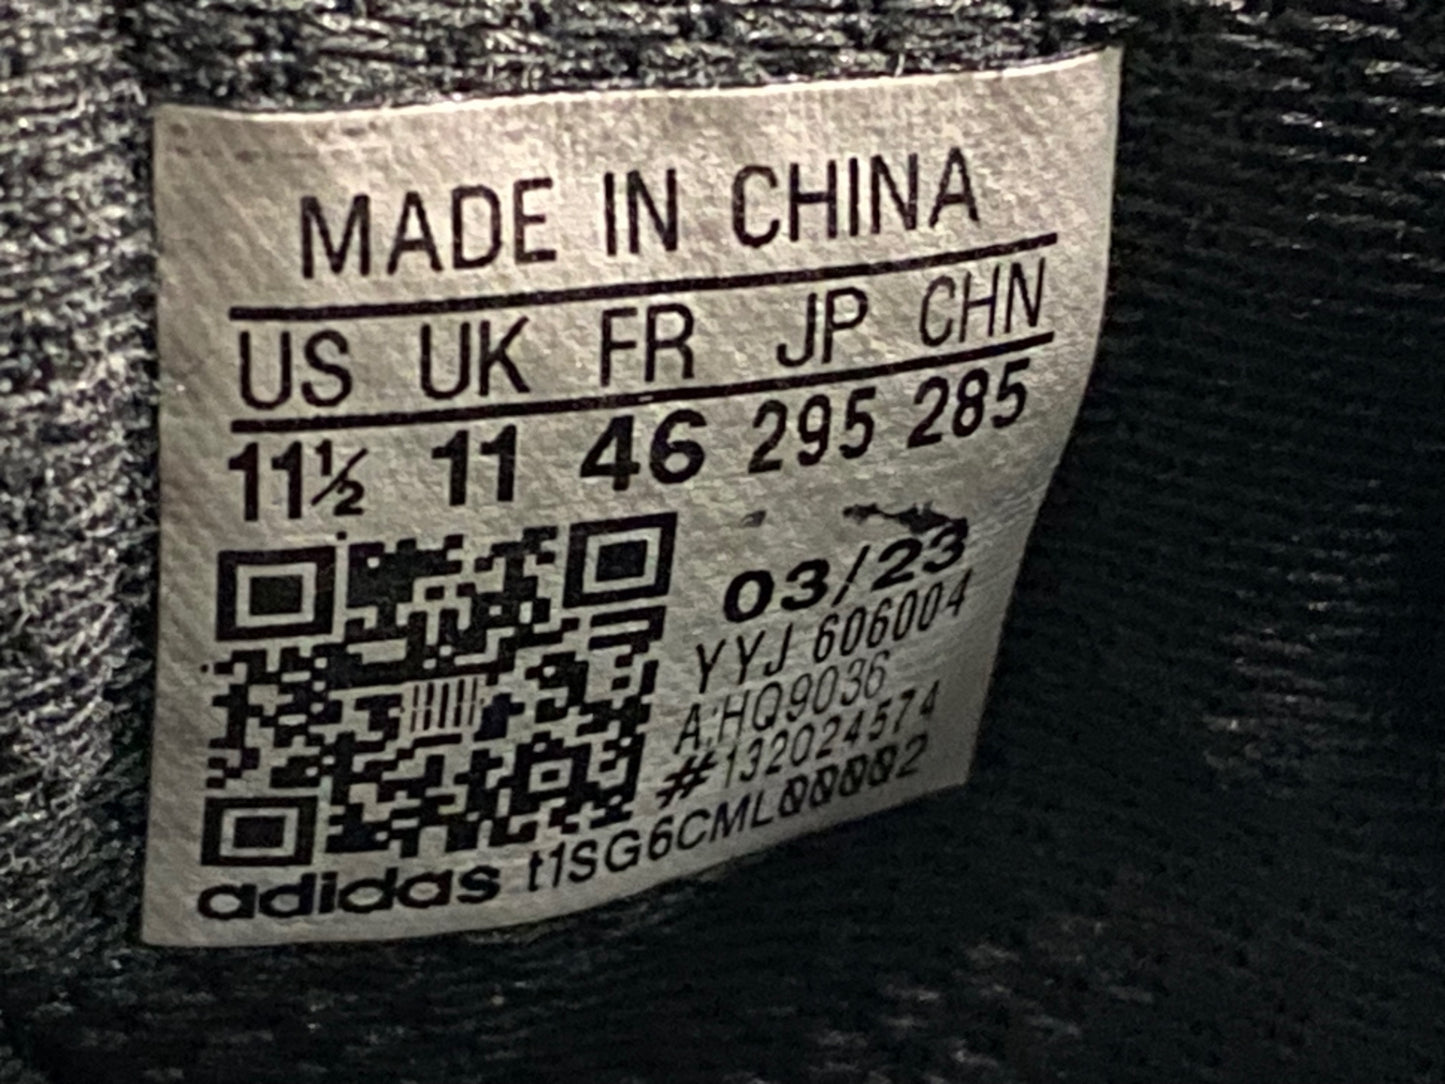 MADE IN CHINA
US UK FR JP CHN
11½ 11 46 295 285
03/23
YYJ 606004
A:HQ9036
#132024574
adidas t1SG6CML00002